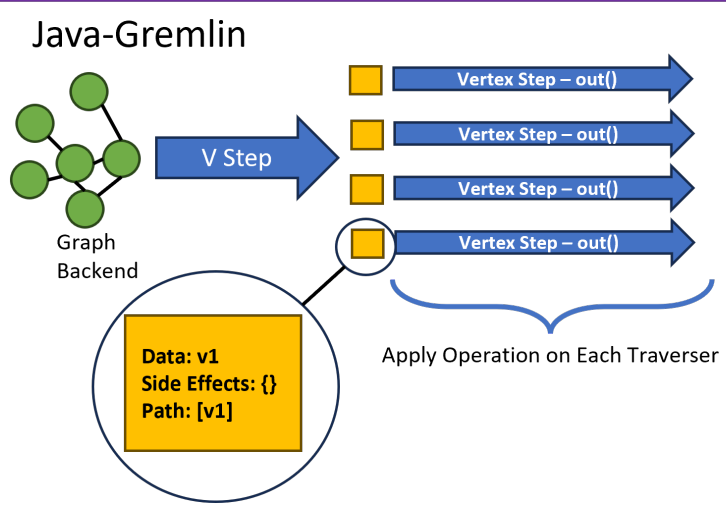 Java-Gremlin
V Step
Vertex Step – out()
Vertex Step – out()
Vertex Step – out()
Vertex Step – out()
Graph
Backend
Apply Operation on Each Traverser
Data: v1
Side Effects: {}
Path: [v1]